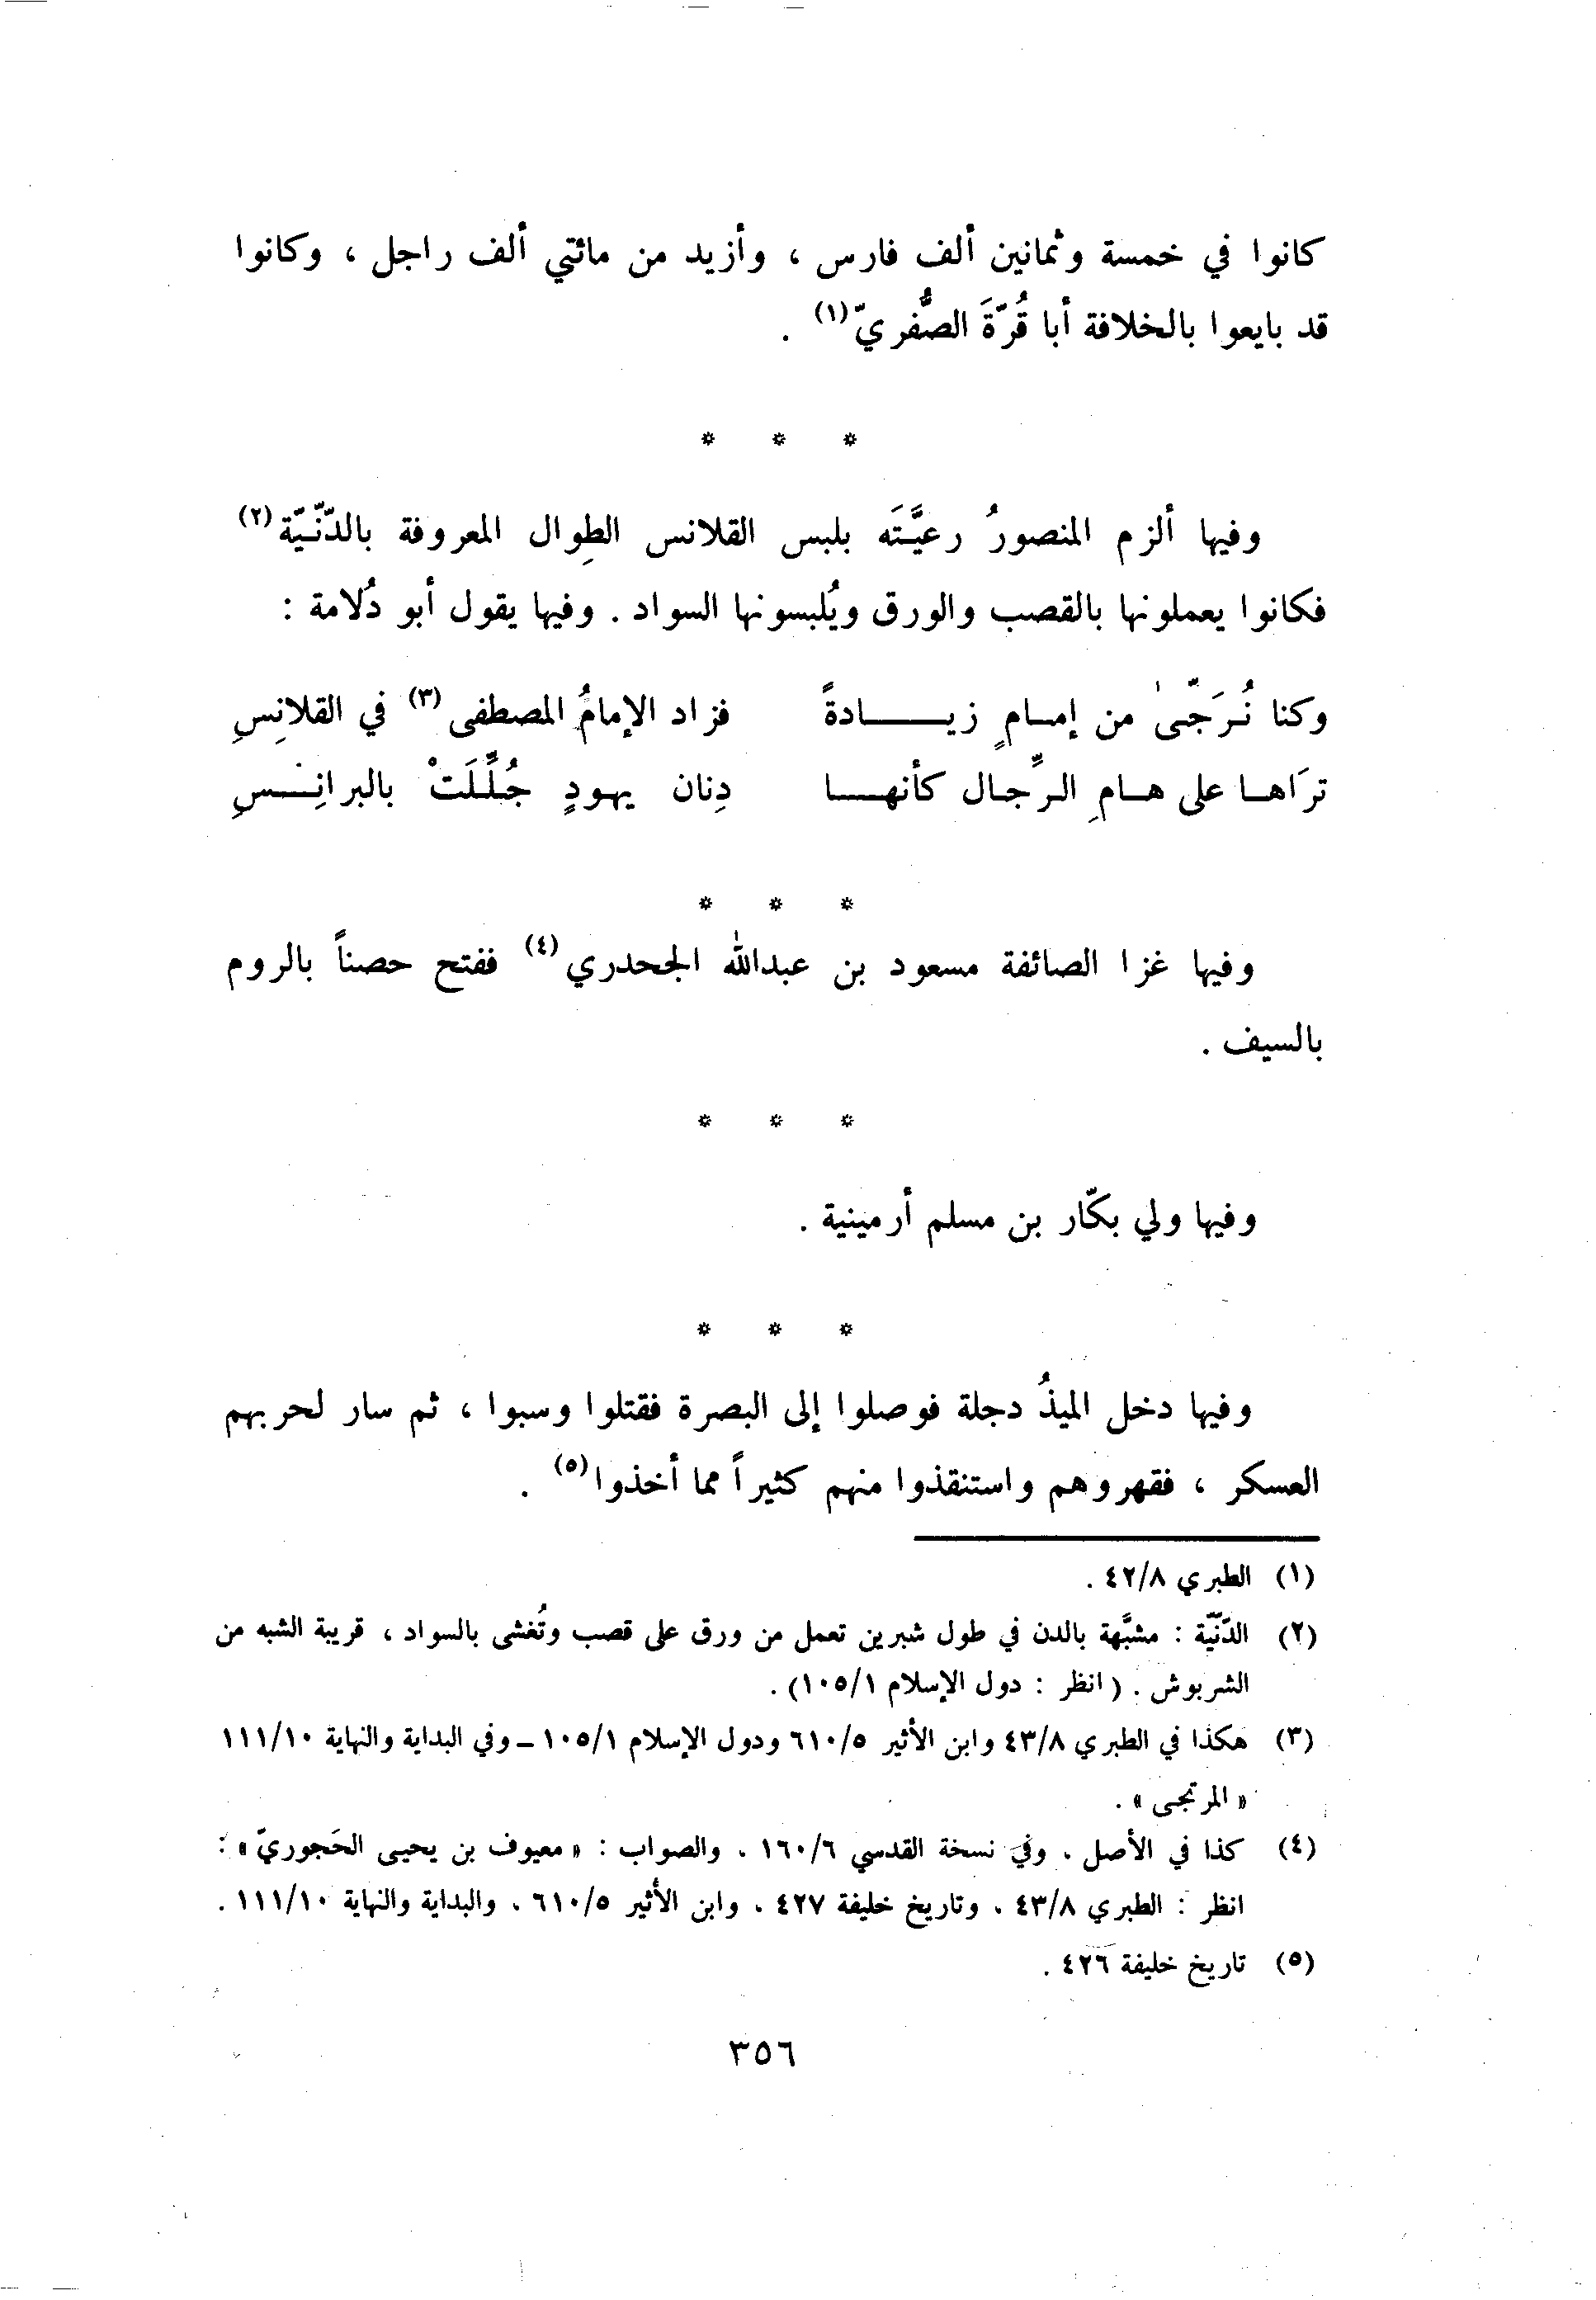 كانوا في خمسة وثمانين ألف فارس ، وأزيد من مائتي ألف راجل ، وكانوا
قد بايعوا بالخلافة أبا قُرّةَ الصُّفريّ (١) .
* * *
وفيها ألزم المنصورُ رعيَّتَه بلبس القلانس الطِوال المعروفة بالدّنّيّة (٢)
فكانوا يعملونها بالقصب والورق ويُلبسونها السواد . وفيها يقول أبو دُلامة :
وكنا نُرَجّىٰ من إمامٍ زيادةً فزاد الإمامُ المصطفى (٣) في القلانِسِ
ترَاها على هامِ الرِّجال كأنها دِنان يهودٍ جُلِّلَتْ بالبرانِسِ
* * *
وفيها غزا الصائفة مسعود بن عبدالله الجحدري (٤) ففتح حصناً بالروم
بالسيف .
* * *
وفيها ولي بكّار بن مسلم أرمينية .
* * *
وفيها دخل الميذُ دجلة فوصلوا إلى البصرة فقتلوا وسبوا ، ثم سار لحربهم
العسكر ، فقهروهم واستنقذوا منهم كثيراً مما أخذوا (٥) .
(١) الطبري ٤٢/٨ .
(٢) الدّنّيّة : مشبَّهة بالدن في طول شبرين تعمل من ورق على قصب وتُغشى بالسواد ، قريبة الشبه من
الشربوش . ( انظر : دول الإسلام ١٠٥/١) .
(٣) هكذا في الطبري ٤٣/٨ وابن الأثير ٦١٠/٥ ودول الإسلام ١٠٥/١ - وفي البداية والنهاية ١١١/١٠
« المرتجى » .
(٤) كذا في الأصل ، وفي نسخة القدسي ١٦٠/٦ ، والصواب : « معيوف بن يحيى الحَجوريّ » :
انظر : الطبري ٤٣/٨ ، وتاريخ خليفة ٤٢٧ ، وابن الأثير ٦١٠/٥ ، والبداية والنهاية ١١١/١٠ .
(٥) تاريخ خليفة ٤٢٦ .
٣٥٦